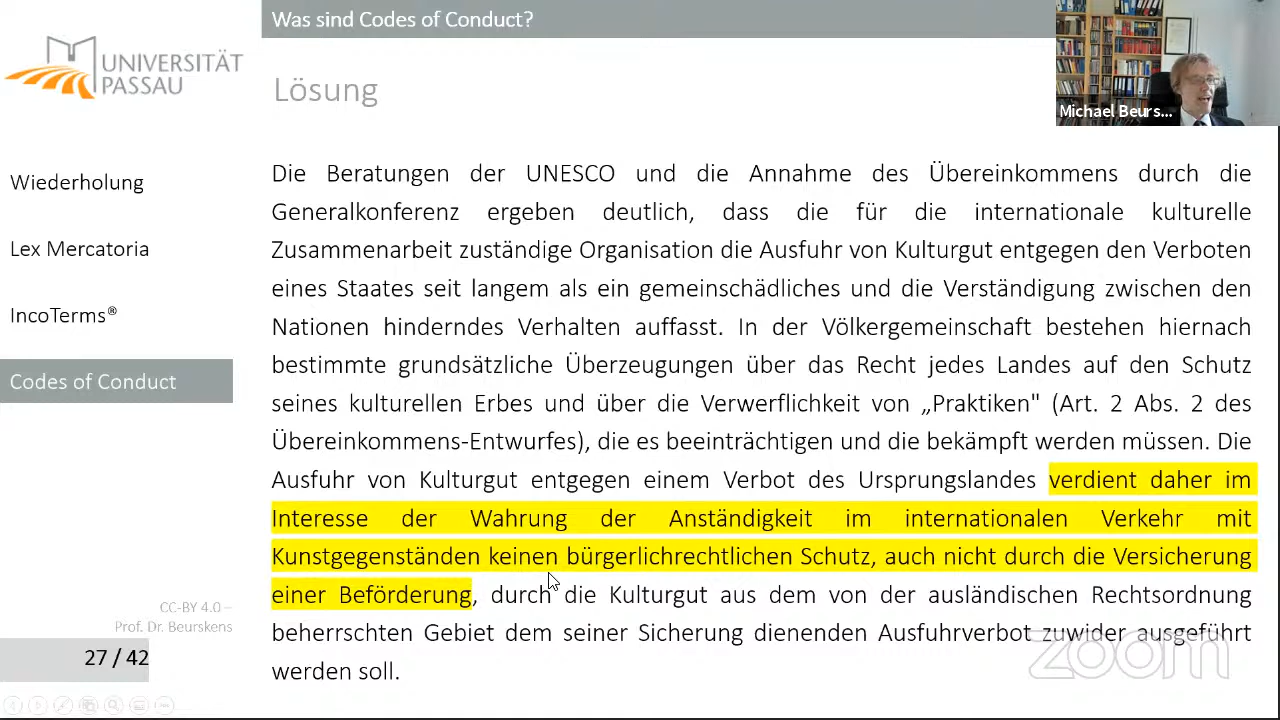 Was sind Codes of Conduct?
UNIVERSITÄT
PASSAU
Lösung
Michael Beurs...
Wiederholung
Lex Mercatoria
IncoTerms®
Codes of Conduct
Die Beratungen der UNESCO und die Annahme des Übereinkommens durch die
Generalkonferenz ergeben deutlich, dass die für die internationale kulturelle
Zusammenarbeit zuständige Organisation die Ausfuhr von Kulturgut entgegen den Verboten
eines Staates seit langem als ein gemeinschädliches und die Verständigung zwischen den
Nationen hinderndes Verhalten auffasst. In der Völkergemeinschaft bestehen hiernach
bestimmte grundsätzliche Überzeugungen über das Recht jedes Landes auf den Schutz
seines kulturellen Erbes und über die Verwerflichkeit von „Praktiken" (Art. 2 Abs. 2 des
Übereinkommens-Entwurfes), die es beeinträchtigen und die bekämpft werden müssen. Die
Ausfuhr von Kulturgut entgegen einem Verbot des Ursprungslandes verdient daher im
Interesse der Wahrung der Anständigkeit im internationalen Verkehr mit
Kunstgegenständen keinen bürgerlichrechtlichen Schutz, auch nicht durch die Versicherung
einer Beförderung, durch die Kulturgut aus dem von der ausländischen Rechtsordnung
beherrschten Gebiet dem seiner Sicherung dienenden Ausfuhrverbot zuwider ausgeführt
werden soll.
CC-BY 4.0 –
Prof. Dr. Beurskens
27 / 42
zoom